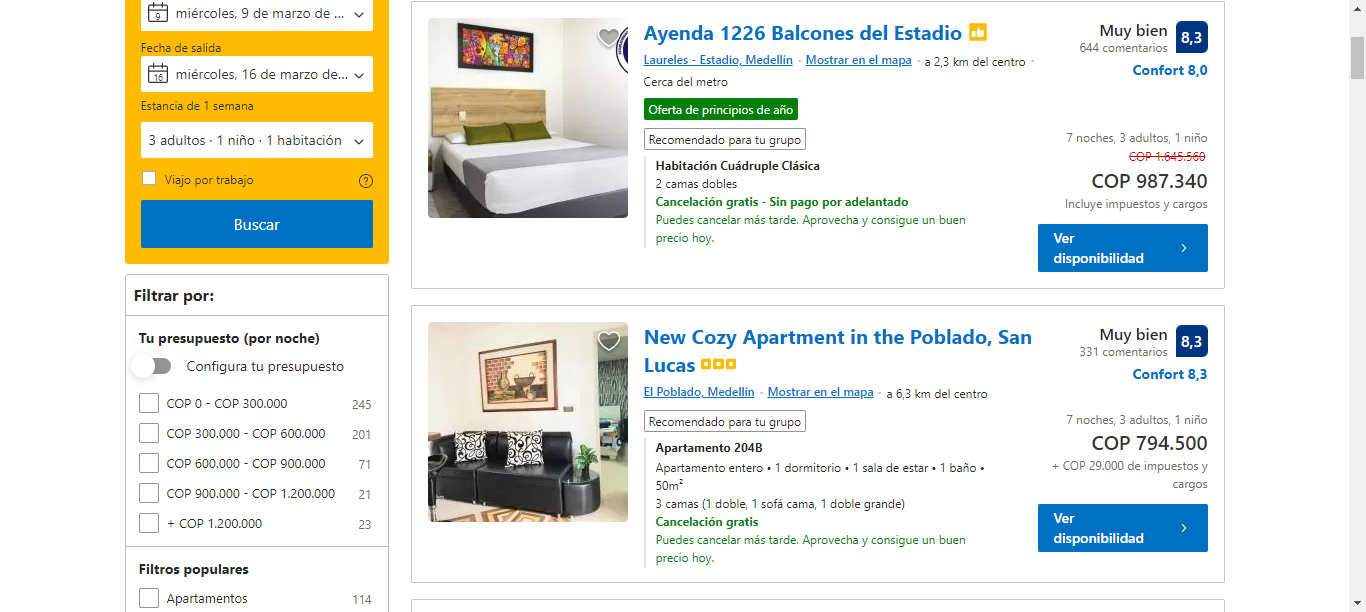 9
miércoles, 9 de marzo de ...
Fecha de salida
16
miércoles, 16 de marzo de...
Estancia de 1 semana
3 adultos · 1 niño · 1 habitación
Viajo por trabajo
?
Buscar
Filtrar por:
Tu presupuesto (por noche)
Configura tu presupuesto
COP 0 - COP 300.000 245
COP 300.000 - COP 600.000 201
COP 600.000 - COP 900.000 71
COP 900.000 - COP 1.200.000 21
+ COP 1.200.000 23
Filtros populares
Apartamentos 114
Ayenda 1226 Balcones del Estadio
Laureles - Estadio, Medellín · Mostrar en el mapa · a 2,3 km del centro ·
Cerca del metro
Oferta de principios de año
Recomendado para tu grupo
Habitación Cuádruple Clásica
2 camas dobles
Cancelación gratis - Sin pago por adelantado
Puedes cancelar más tarde. Aprovecha y consigue un buen
precio hoy.
Muy bien 8,3
644 comentarios
Confort 8,0
7 noches, 3 adultos, 1 niño
COP 1.645.560
COP 987.340
Incluye impuestos y cargos
Ver
disponibilidad
New Cozy Apartment in the Poblado, San
Lucas
El Poblado, Medellín · Mostrar en el mapa · a 6,3 km del centro
Recomendado para tu grupo
Apartamento 204B
Apartamento entero • 1 dormitorio • 1 sala de estar • 1 baño •
50m²
3 camas (1 doble, 1 sofá cama, 1 doble grande)
Cancelación gratis
Puedes cancelar más tarde. Aprovecha y consigue un buen
precio hoy.
Muy bien 8,3
331 comentarios
Confort 8,3
7 noches, 3 adultos, 1 niño
COP 794.500
+ COP 29.000 de impuestos y
cargos
Ver
disponibilidad